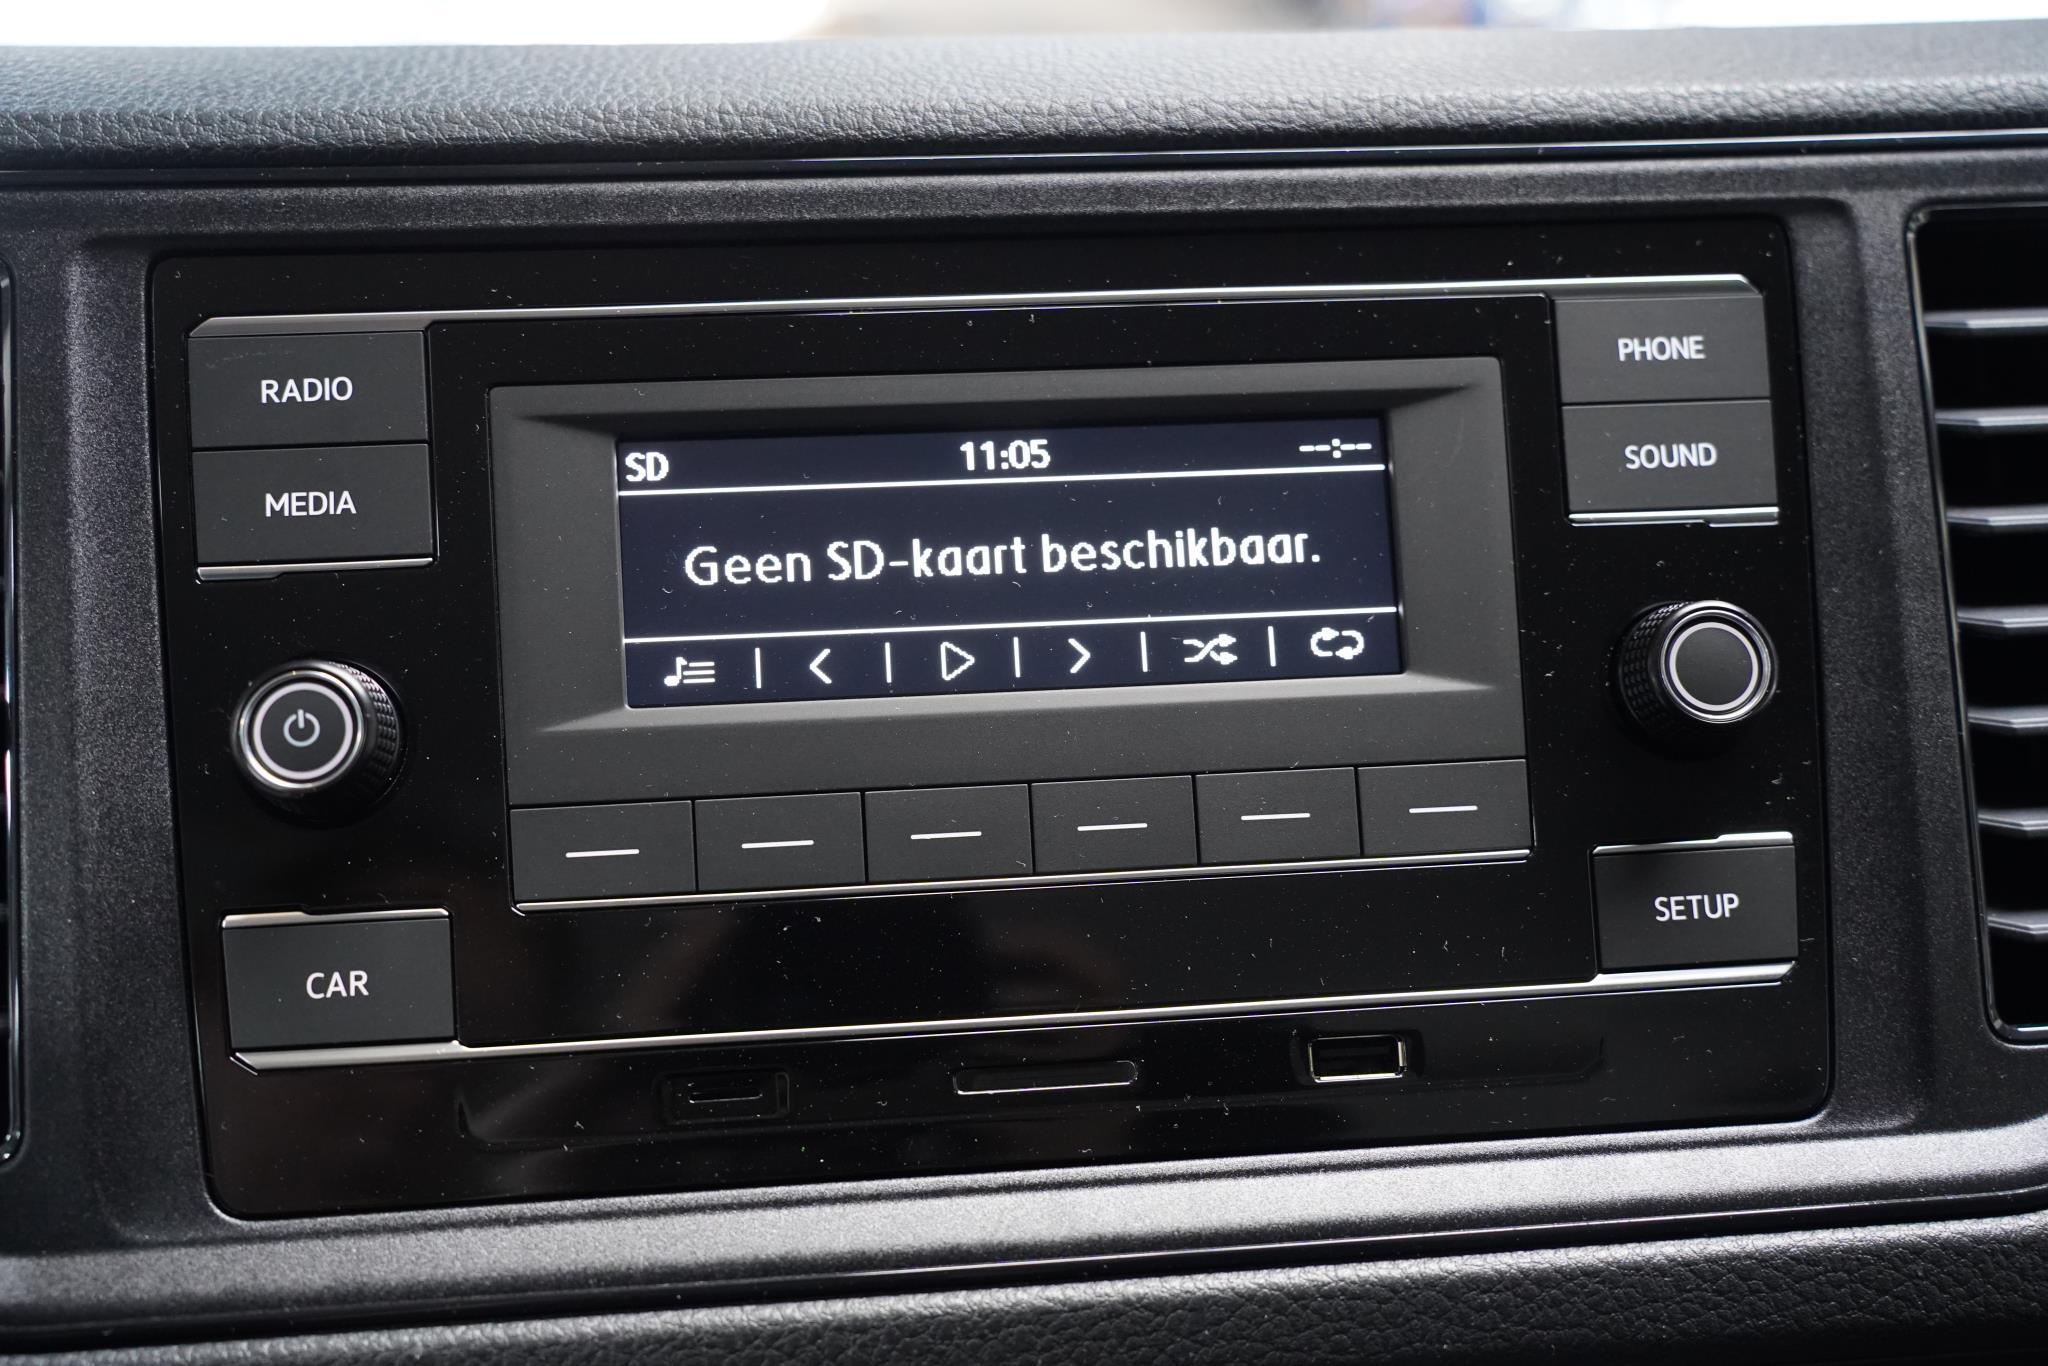 RADIO
MEDIA
SD 11:05 --:--
Geen SD-kaart beschikbaar.
PHONE
SOUND
CAR
SETUP